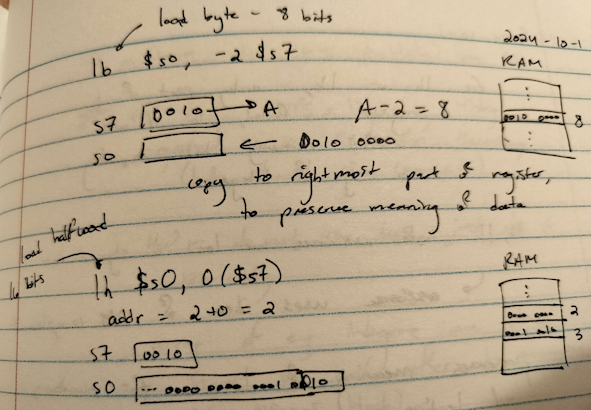 load byte - 8 bits
2024-10-1
lb $s0, -2 $s7
RAM
s7 0010 → A A-2 = 8
0010 0000 8
s0 ← 0010 0000
copy to rightmost part of register,
to preserve meaning of data
load halfword
16 bits
lh $s0, 0($s7)
RAM
addr = 2+0 = 2
0000 0000 2
0001 3
s7 0010
s0 ... 0000 0000 0001 0010